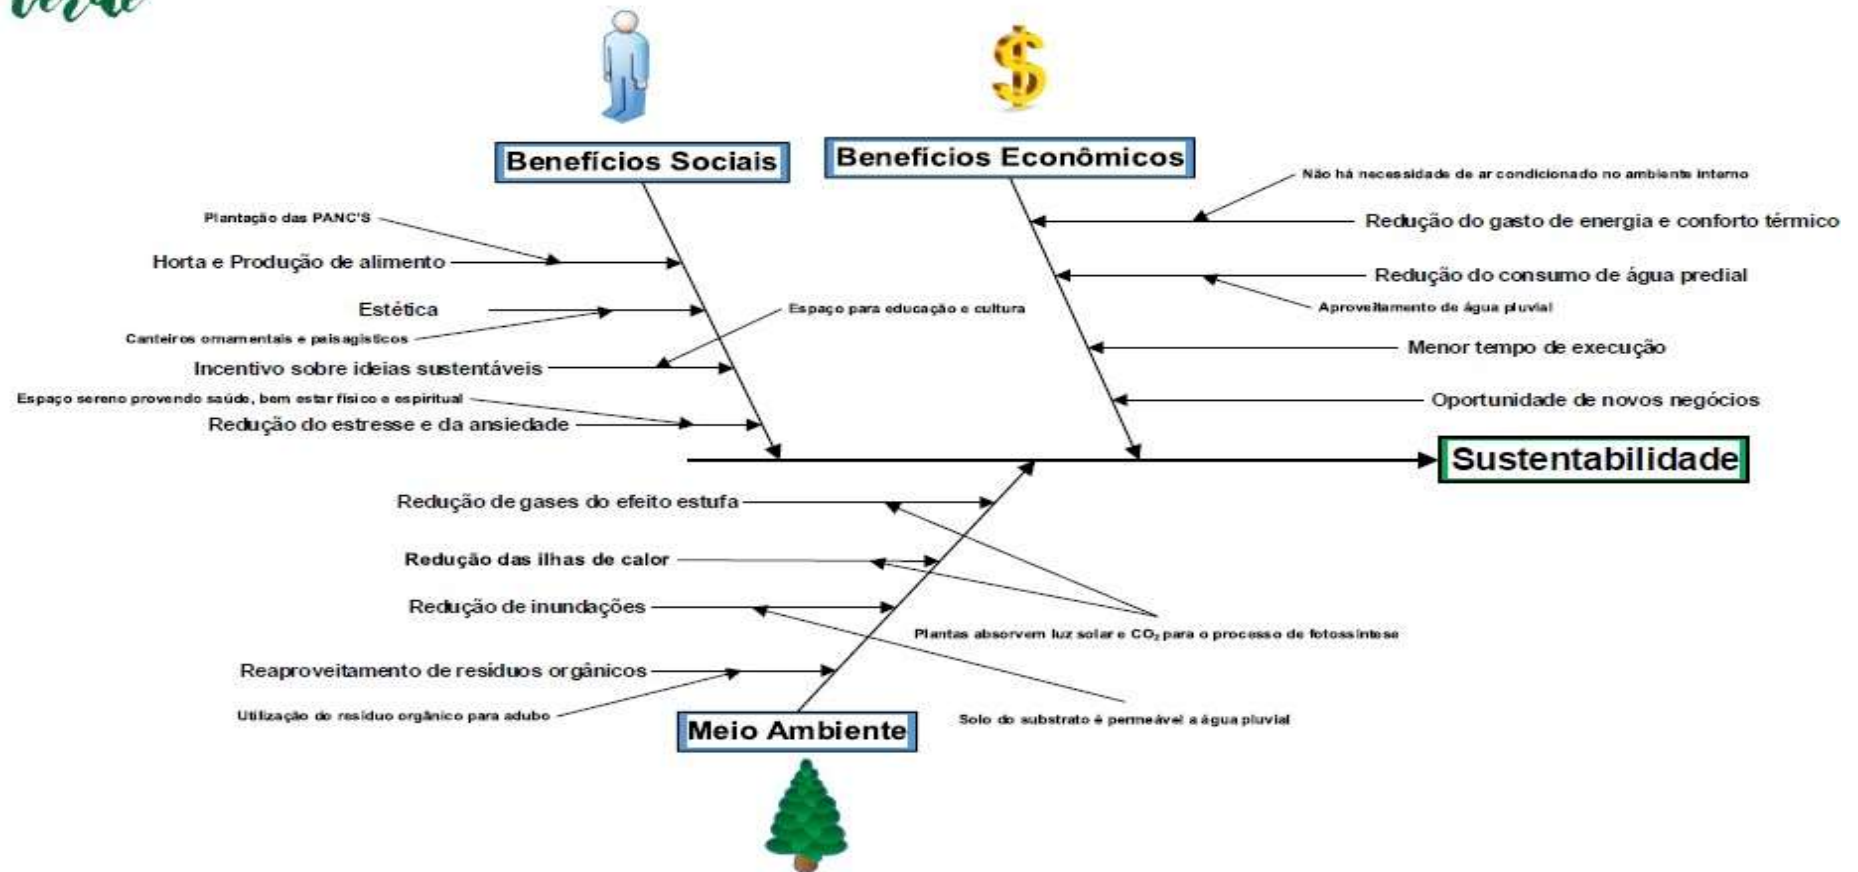 verde
Benefícios Sociais
Benefícios Econômicos
Não há necessidade de ar condicionado no ambiente interno
Plantação das PANC'S
Redução do gasto de energia e conforto térmico
Horta e Produção de alimento
Redução do consumo de água predial
Estética
Espaço para educação e cultura
Aproveitamento de água pluvial
Canteiros ornamentais e paisagísticos
Menor tempo de execução
Incentivo sobre ideias sustentáveis
Espaço sereno provendo saúde, bem estar físico e espiritual
Oportunidade de novos negócios
Redução do estresse e da ansiedade
Sustentabilidade
Redução de gases do efeito estufa
Redução das ilhas de calor
Redução de inundações
Plantas absorvem luz solar e CO₂ para o processo de fotossíntese
Reaproveitamento de resíduos orgânicos
Utilização do resíduo orgânico para adubo
Solo do substrato é permeável a água pluvial
Meio Ambiente